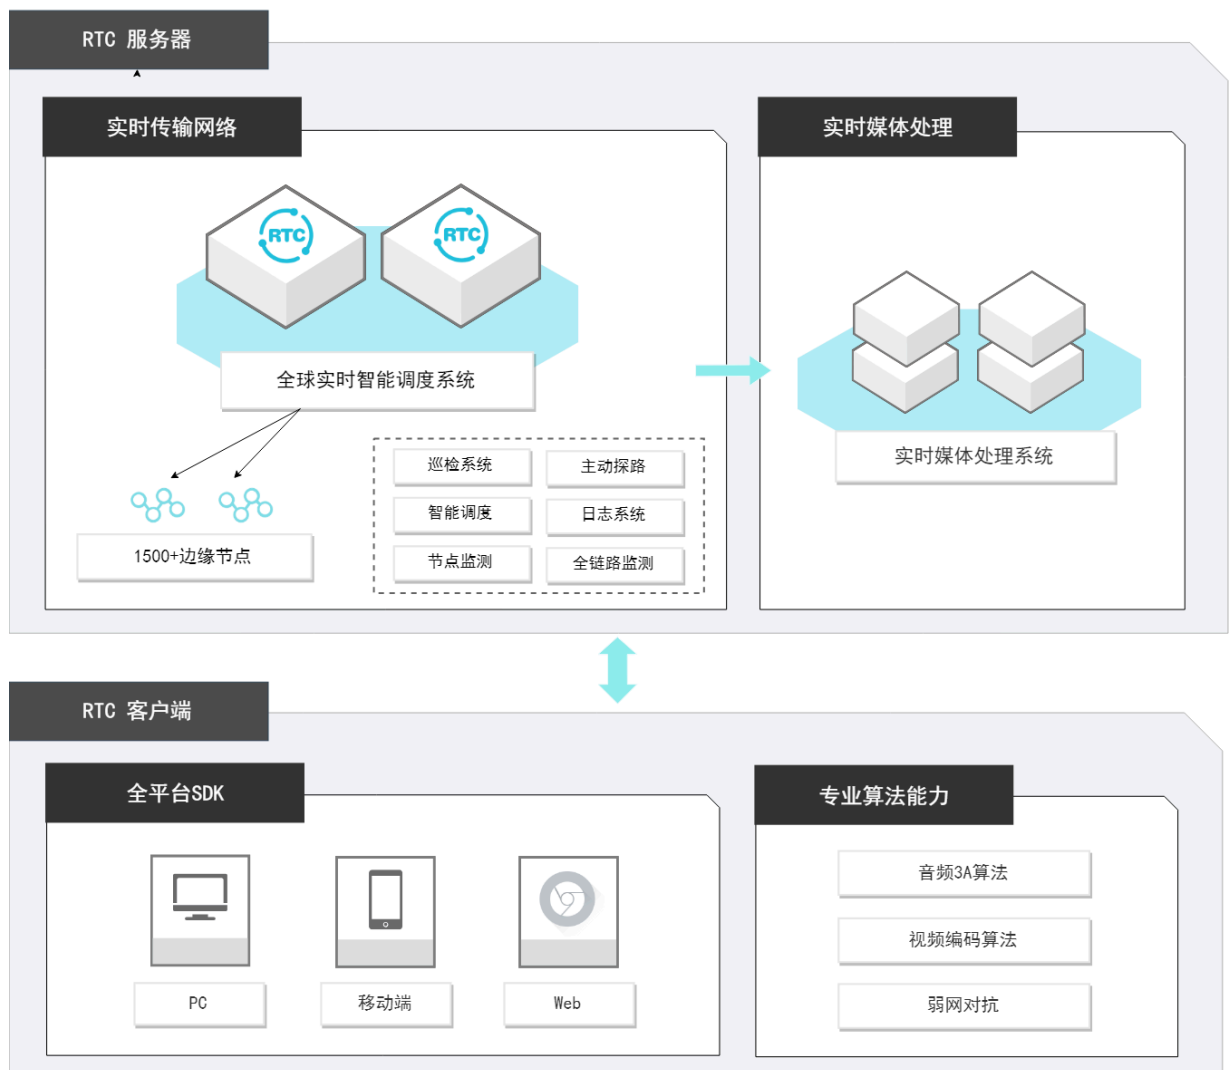 RTC 服务器
实时传输网络
实时媒体处理
RTC
RTC
全球实时智能调度系统
实时媒体处理系统
巡检系统
主动探路
智能调度
日志系统
节点监测
全链路监测
1500+边缘节点
RTC 客户端
全平台SDK
专业算法能力
音频3A算法
视频编码算法
弱网对抗
PC
移动端
Web